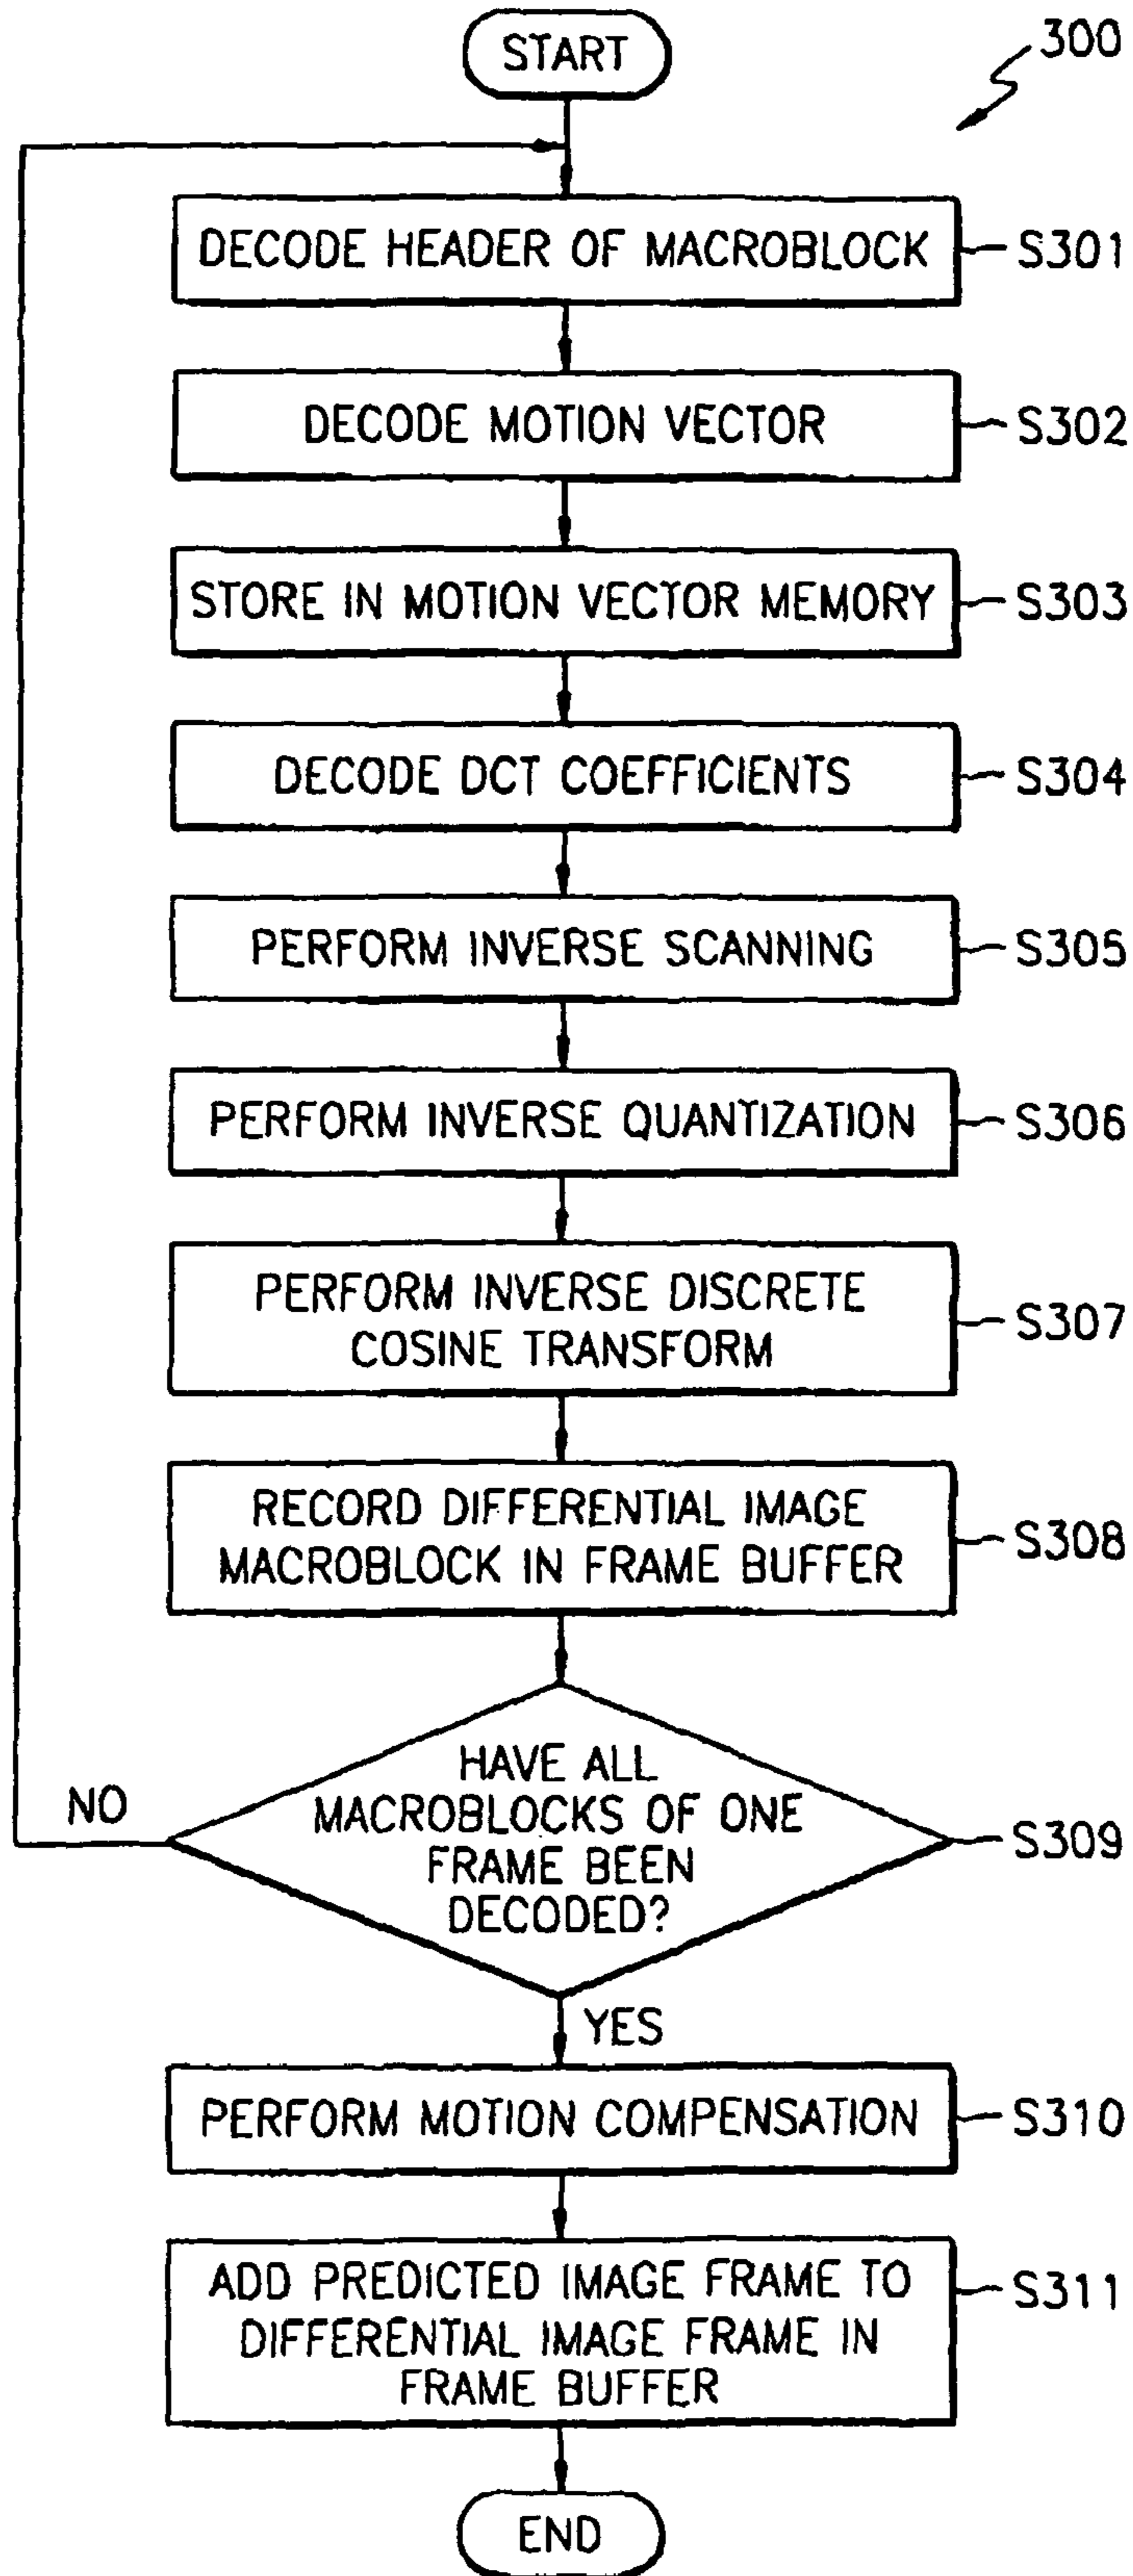 START
300
DECODE HEADER OF MACROBLOCK
S301
DECODE MOTION VECTOR
S302
STORE IN MOTION VECTOR MEMORY
S303
DECODE DCT COEFFICIENTS
S304
PERFORM INVERSE SCANNING
S305
PERFORM INVERSE QUANTIZATION
S306
PERFORM INVERSE DISCRETE
COSINE TRANSFORM
S307
RECORD DIFFERENTIAL IMAGE
MACROBLOCK IN FRAME BUFFER
S308
HAVE ALL
MACROBLOCKS OF ONE
FRAME BEEN
DECODED?
S309
NO
YES
PERFORM MOTION COMPENSATION
S310
ADD PREDICTED IMAGE FRAME TO
DIFFERENTIAL IMAGE FRAME IN
FRAME BUFFER
S311
END